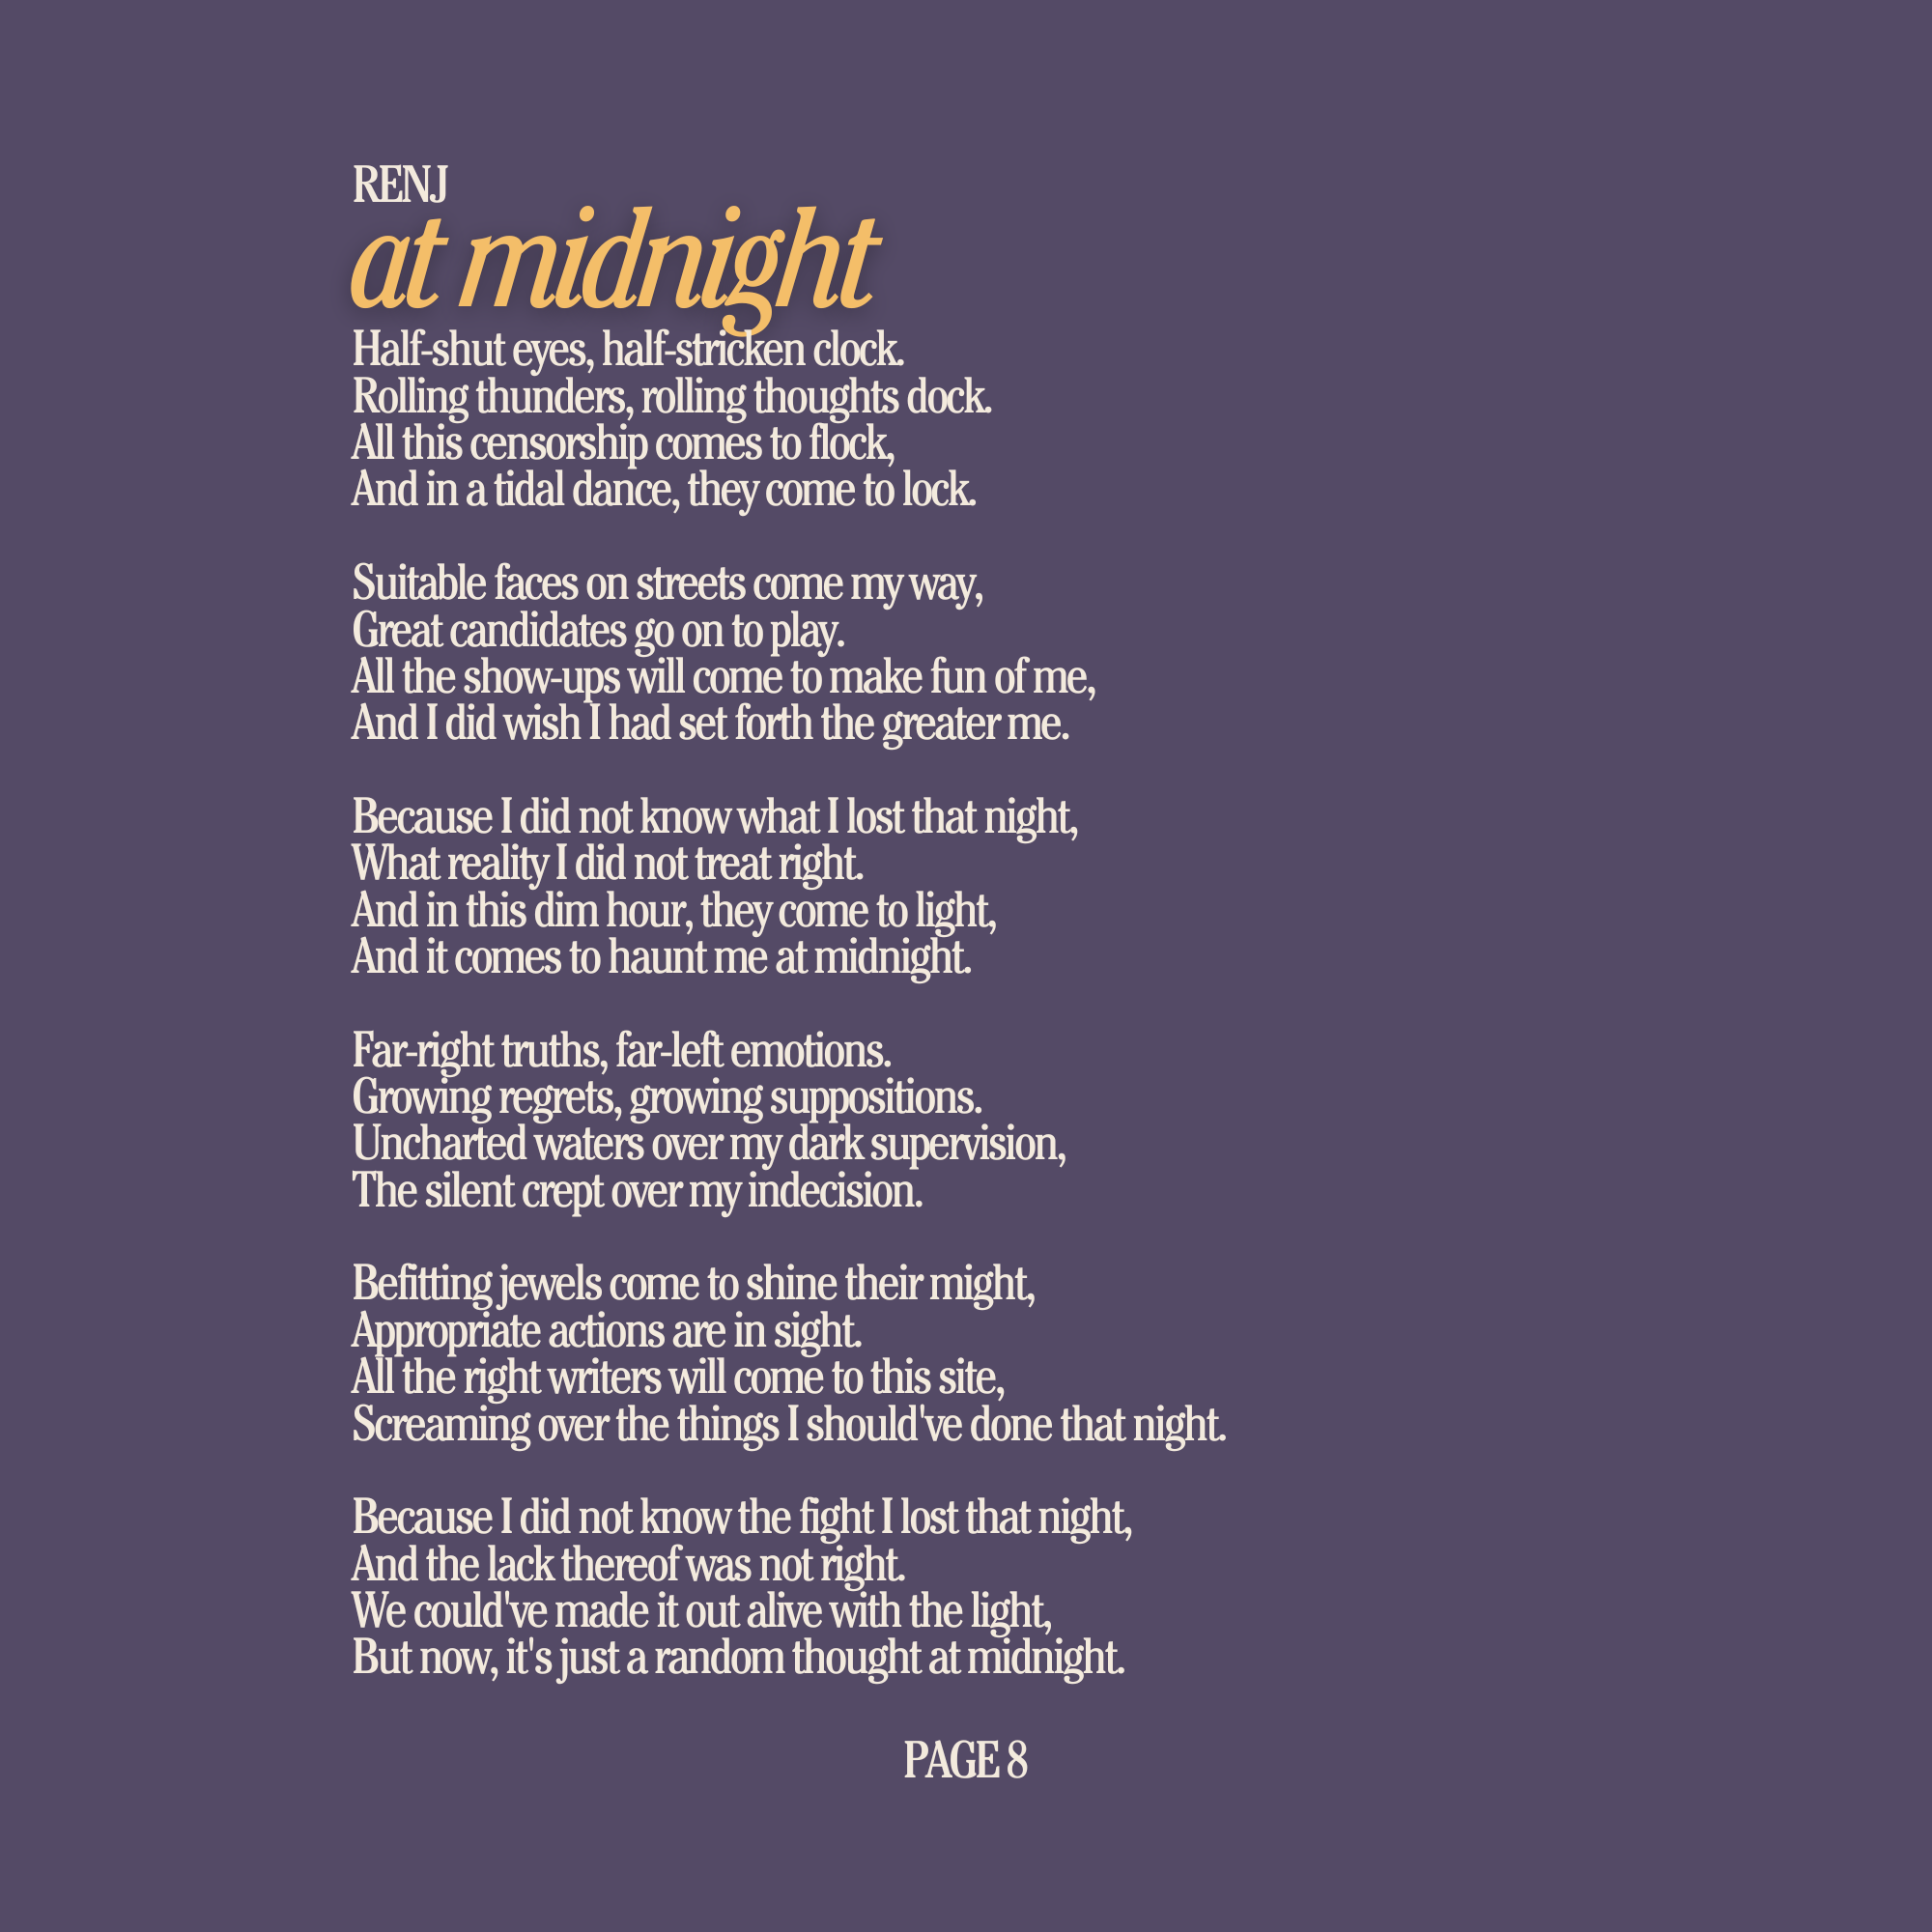 RENJ
at midnight
Half-shut eyes, half-stricken clock.
Rolling thunders, rolling thoughts dock.
All this censorship comes to flock,
And in a tidal dance, they come to lock.

Suitable faces on streets come my way,
Great candidates go on to play.
All the show-ups will come to make fun of me,
And I did wish I had set forth the greater me.

Because I did not know what I lost that night,
What reality I did not treat right.
And in this dim hour, they come to light,
And it comes to haunt me at midnight.

Far-right truths, far-left emotions.
Growing regrets, growing suppositions.
Uncharted waters over my dark supervision,
The silent crept over my indecision.

Befitting jewels come to shine their might,
Appropriate actions are in sight.
All the right writers will come to this site,
Screaming over the things I should've done that night.

Because I did not know the fight I lost that night,
And the lack thereof was not right.
We could've made it out alive with the light,
But now, it's just a random thought at midnight.

PAGE 8